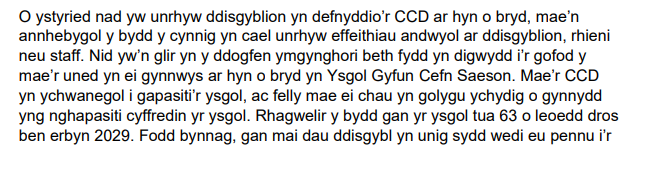 O ystyried nad yw unrhyw ddisgyblion yn defnyddio'r CCD ar hyn o bryd, mae'n
annhebygol y bydd y cynnig yn cael unrhyw effeithiau andwyol ar ddisgyblion, rhieni
neu staff. Nid yw'n glir yn y ddogfen ymgynghori beth fydd yn digwydd i'r gofod y
mae'r uned yn ei gynnwys ar hyn o bryd yn Ysgol Gyfun Cefn Saeson. Mae'r CCD
yn ychwanegol i gapasiti'r ysgol, ac felly mae ei chau yn golygu ychydig o gynnydd
yng nghapasiti cyffredin yr ysgol. Rhagwelir y bydd gan yr ysgol tua 63 o leoedd dros
ben erbyn 2029. Fodd bynnag, gan mai dau ddisgybl yn unig sydd wedi eu pennu i'r